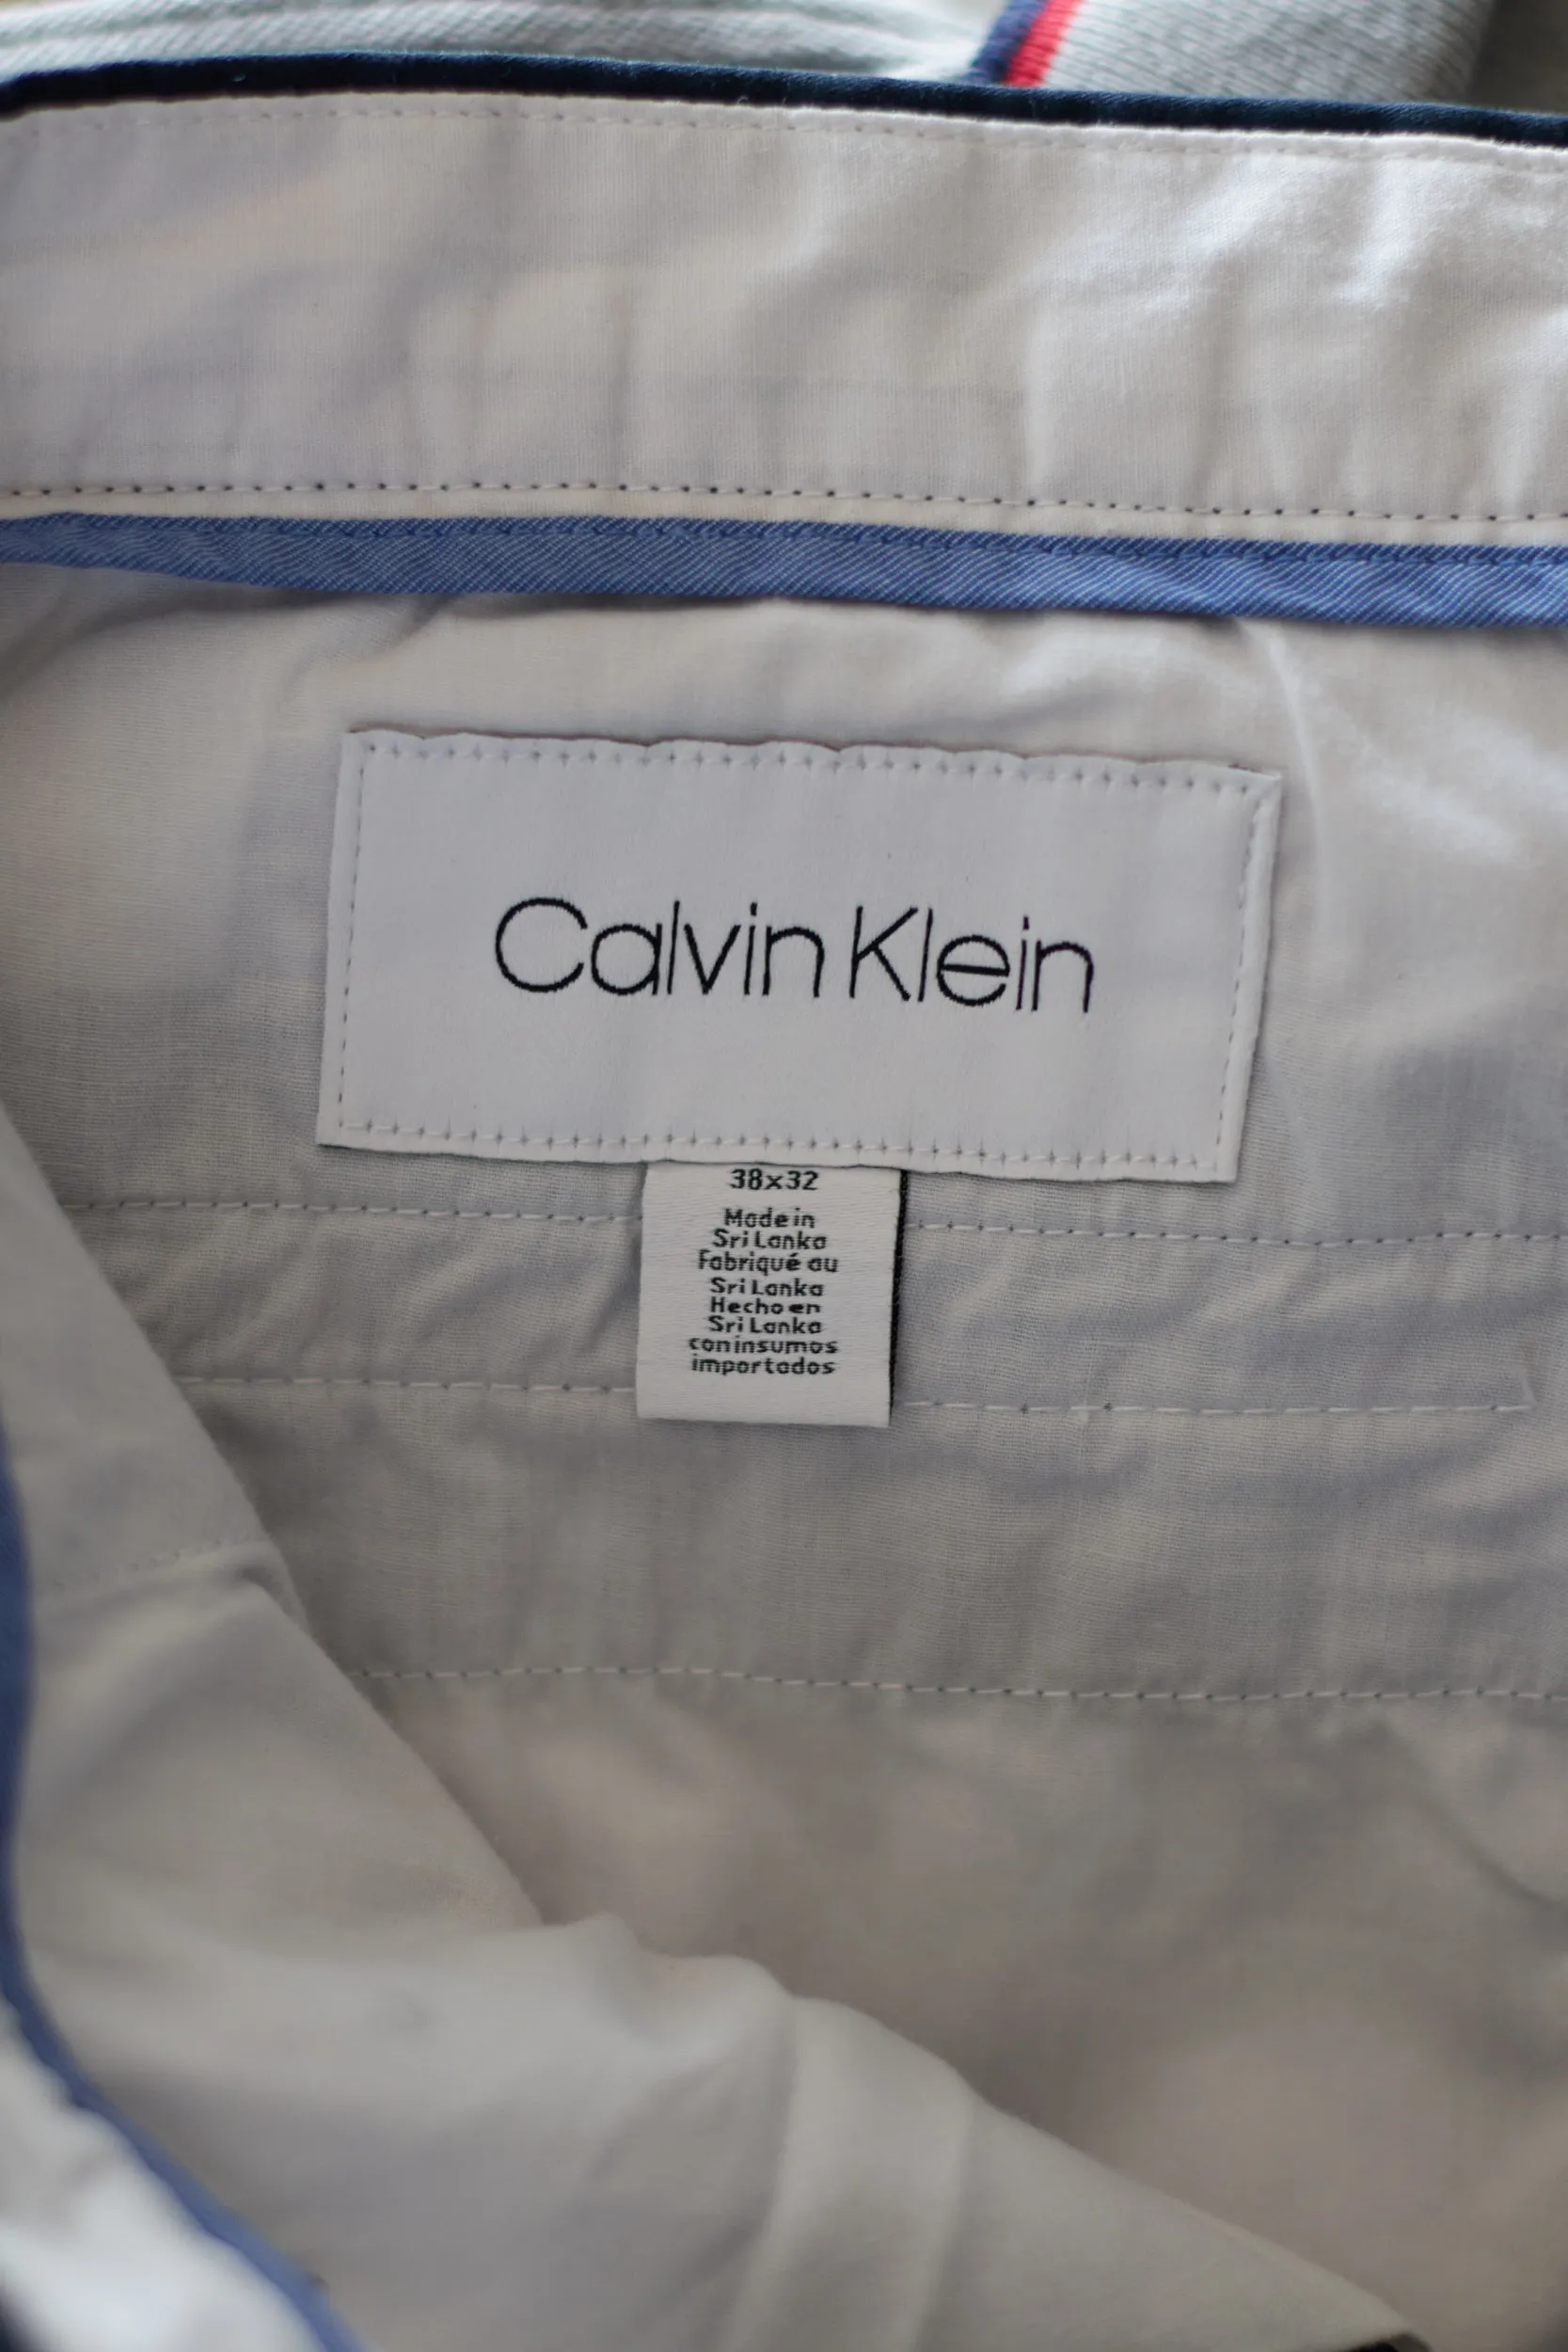 Calvin Klein
38x32
Made in
Sri Lanka
Fabriqué au
Sri Lanka
Hecho en
Sri Lanka
con insumos
importados